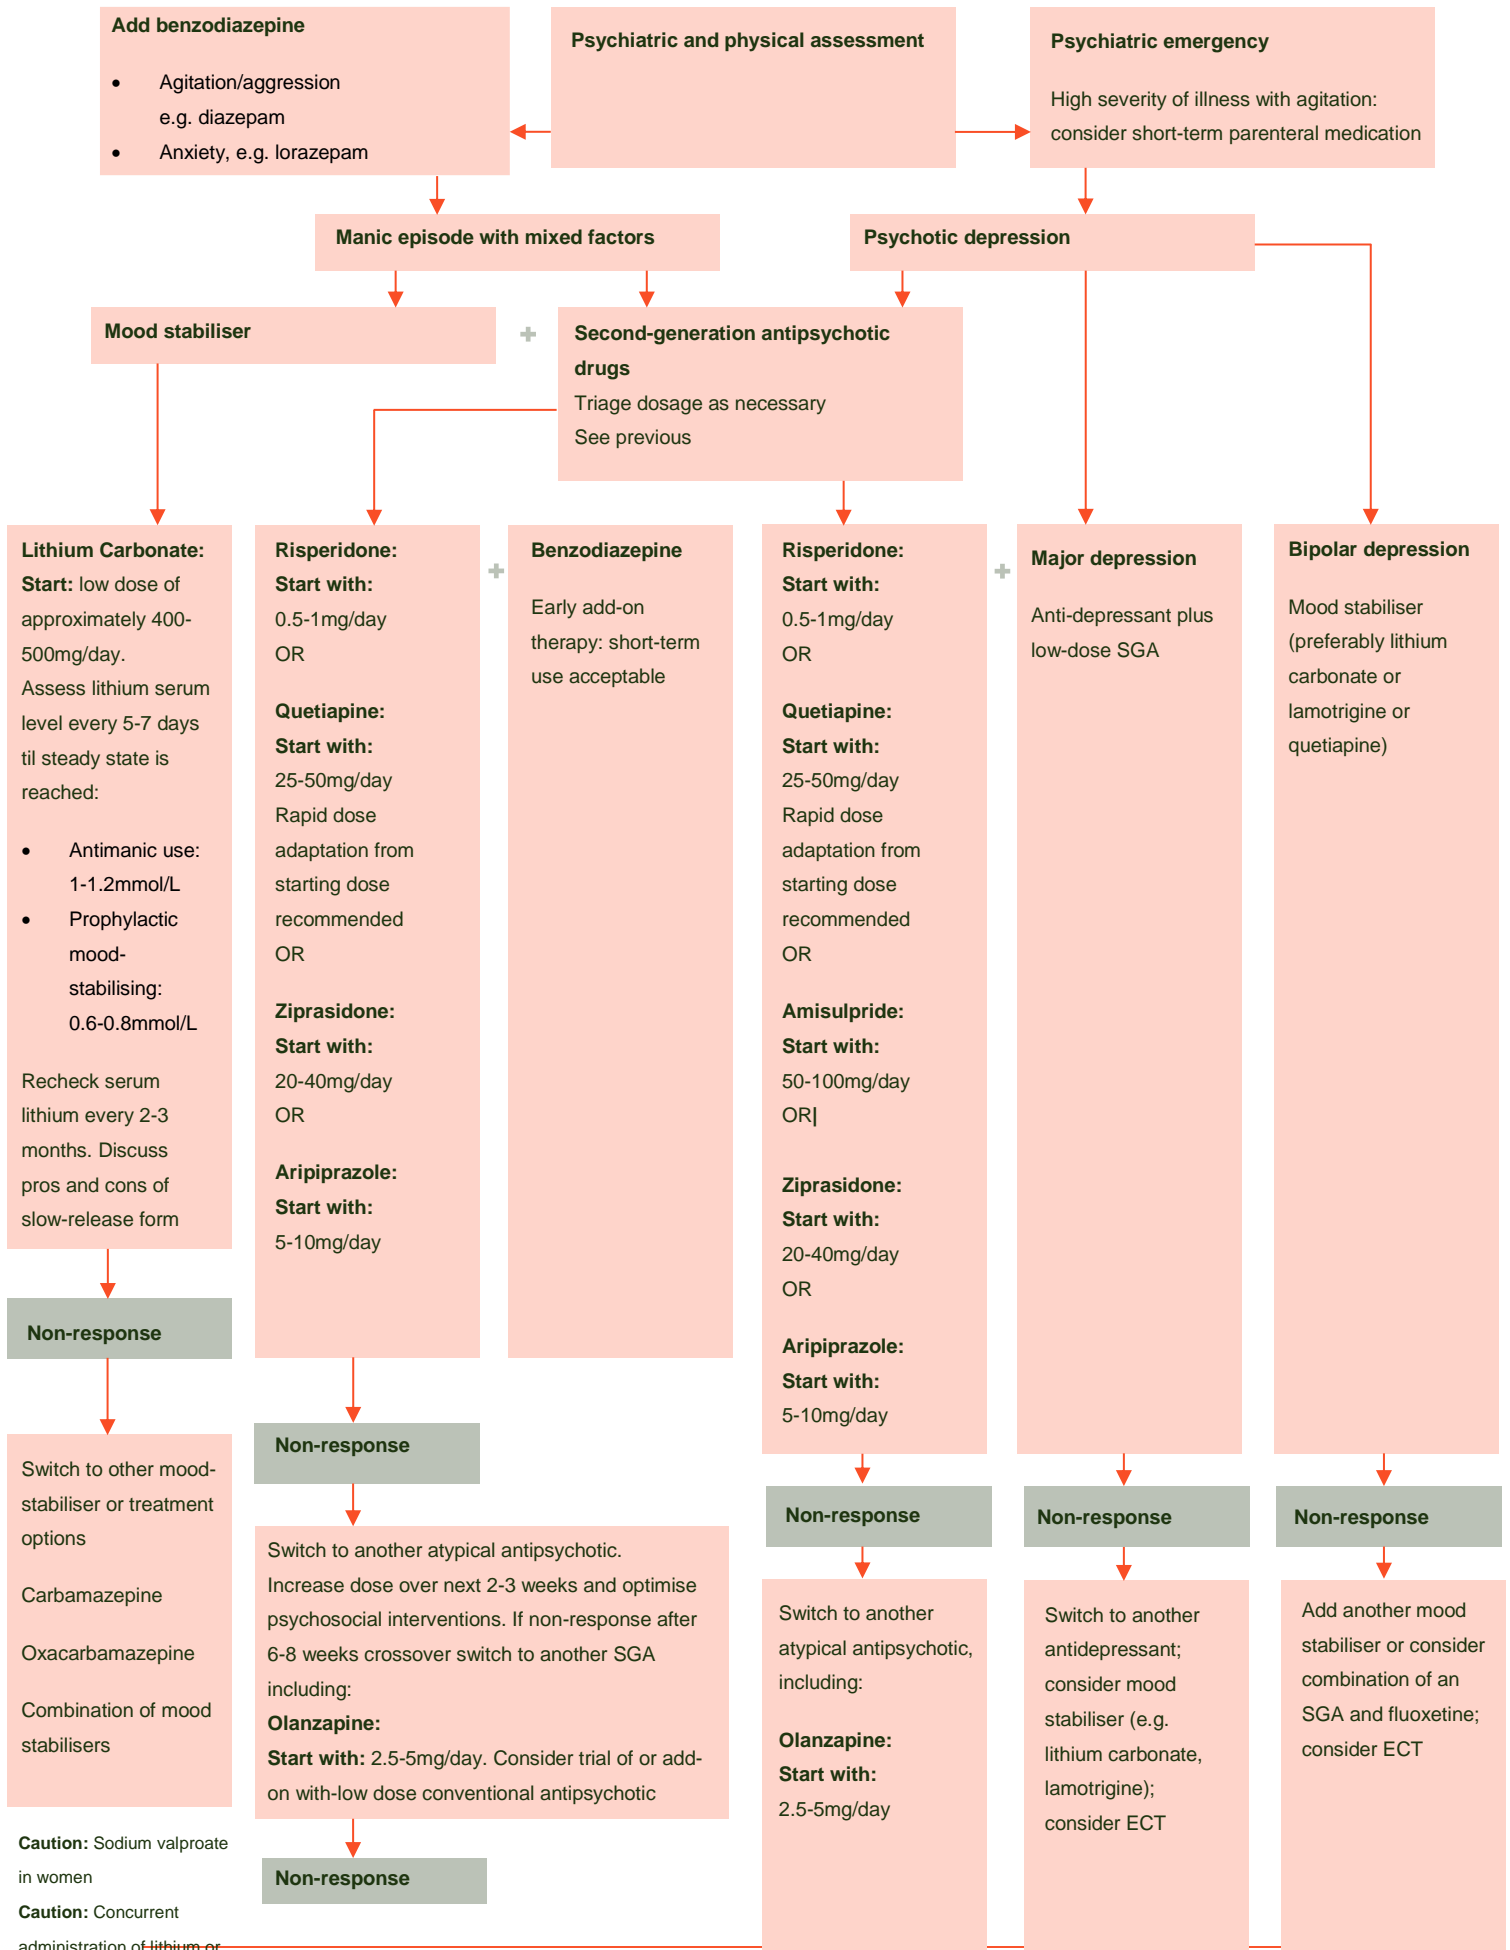 Add benzodiazepine
• Agitation/aggression
e.g. diazepam
• Anxiety, e.g. lorazepam
Psychiatric and physical assessment
Psychiatric emergency
High severity of illness with agitation:
consider short-term parenteral medication
Manic episode with mixed factors
Psychotic depression
Mood stabiliser
+
Second-generation antipsychotic
drugs
Triage dosage as necessary
See previous
Lithium Carbonate:
Start: low dose of
approximately 400-
500mg/day.
Assess lithium serum
level every 5-7 days
til steady state is
reached:
• Antimanic use:
1-1.2mmol/L
• Prophylactic
mood-
stabilising:
0.6-0.8mmol/L
Recheck serum
lithium every 2-3
months. Discuss
pros and cons of
slow-release form
Risperidone:
Start with:
0.5-1mg/day
OR
Quetiapine:
Start with:
25-50mg/day
Rapid dose
adaptation from
starting dose
recommended
OR
Ziprasidone:
Start with:
20-40mg/day
OR
Aripiprazole:
Start with:
5-10mg/day
+
Benzodiazepine
Early add-on
therapy: short-term
use acceptable
Risperidone:
Start with:
0.5-1mg/day
OR
Quetiapine:
Start with:
25-50mg/day
Rapid dose
adaptation from
starting dose
recommended
OR
Amisulpride:
Start with:
50-100mg/day
OR|
Ziprasidone:
Start with:
20-40mg/day
OR
Aripiprazole:
Start with:
5-10mg/day
+
Major depression
Anti-depressant plus
low-dose SGA
Bipolar depression
Mood stabiliser
(preferably lithium
carbonate or
lamotrigine or
quetiapine)
Non-response
Switch to other mood-
stabiliser or treatment
options
Carbamazepine
Oxacarbamazepine
Combination of mood
stabilisers
Caution: Sodium valproate
in women
Caution: Concurrent
administration of lithium or
Non-response
Switch to another atypical antipsychotic.
Increase dose over next 2-3 weeks and optimise
psychosocial interventions. If non-response after
6-8 weeks crossover switch to another SGA
including:
Olanzapine:
Start with: 2.5-5mg/day. Consider trial of or add-
on with-low dose conventional antipsychotic
Non-response
Non-response
Switch to another
atypical antipsychotic,
including:
Olanzapine:
Start with:
2.5-5mg/day
Non-response
Switch to another
antidepressant;
consider mood
stabiliser (e.g.
lithium carbonate,
lamotrigine);
consider ECT
Non-response
Add another mood
stabiliser or consider
combination of an
SGA and fluoxetine;
consider ECT